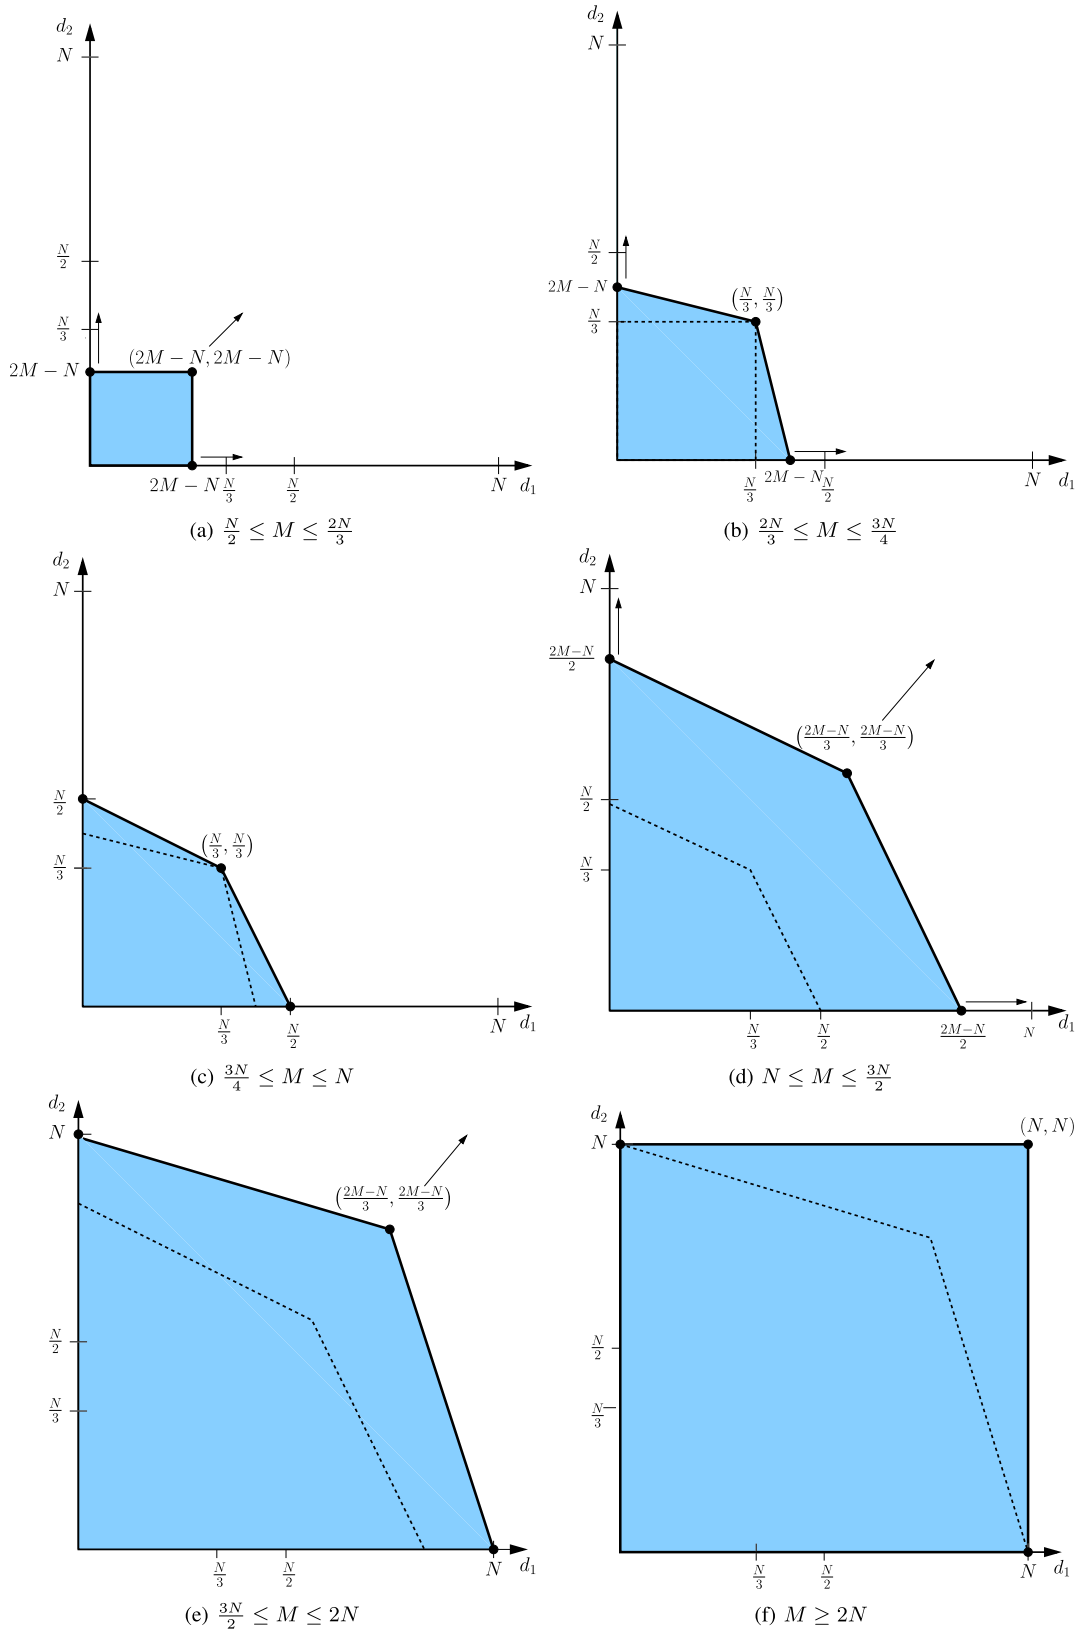 d₂
N
N/2
N/3
2M − N
(2M − N, 2M − N)
2M − N
N/3
N/2
N
d₁
(a) N/2 ≤ M ≤ 2N/3
d₂
N
N/2
2M − N
(N/3, N/3)
N/3
N/3
2M − N
N/2
N
d₁
(b) 2N/3 ≤ M ≤ 3N/4
d₂
N
N/2
(N/3, N/3)
N/3
N/3
N/2
N
d₁
(c) 3N/4 ≤ M ≤ N
d₂
N
(2M−N)/2
((2M−N)/3, (2M−N)/3)
N/2
N/3
N/3
N/2
(2M−N)/2
N
d₁
(d) N ≤ M ≤ 3N/2
d₂
N
((2M−N)/3, (2M−N)/3)
N/2
N/3
N/3
N/2
N
d₁
(e) 3N/2 ≤ M ≤ 2N
d₂
(N, N)
N
N/2
N/3
N/3
N/2
N
d₁
(f) M ≥ 2N